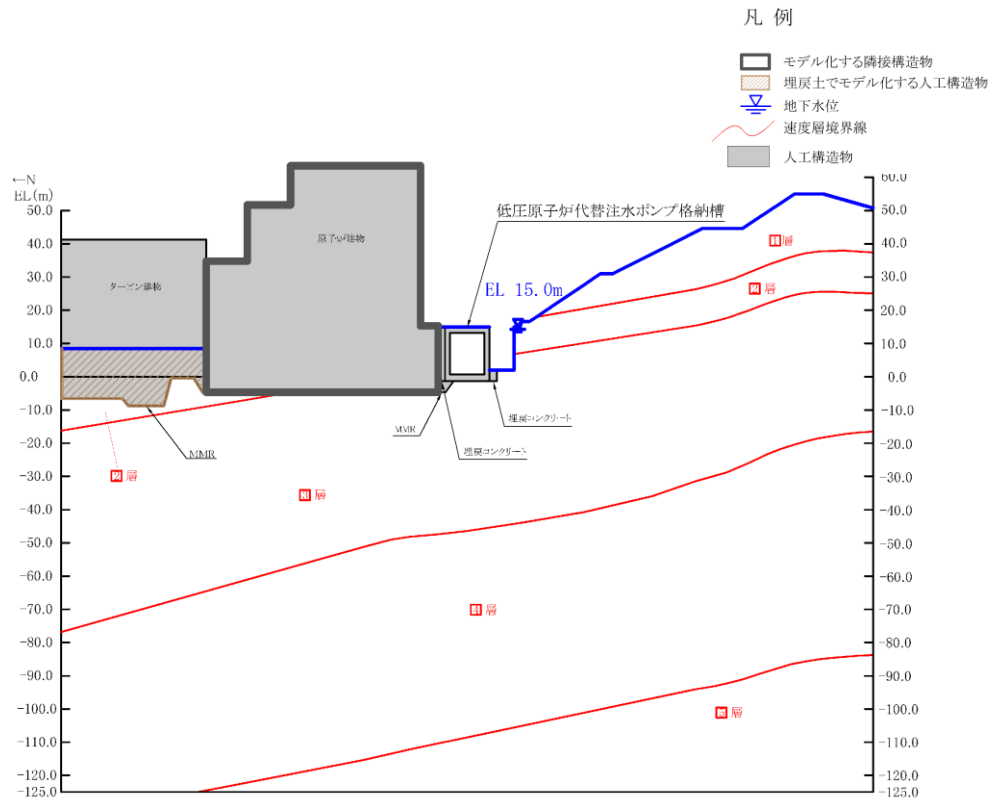 凡 例
モデル化する隣接構造物
埋戻土でモデル化する人工構造物
地下水位
速度層境界線
人工構造物
←N
EL(m)
50.0
40.0
30.0
20.0
10.0
0.0
-10.0
-20.0
-30.0
-40.0
-50.0
-60.0
-70.0
-80.0
-90.0
-100.0
-110.0
-120.0
-125.0
60.0
50.0
40.0
30.0
20.0
10.0
0.0
-10.0
-20.0
-30.0
-40.0
-50.0
-60.0
-70.0
-80.0
-90.0
-100.0
-110.0
-120.0
-125.0
原子炉建物
タービン建物
低圧原子炉代替注水ポンプ格納槽
EL 15.0m
1層
2層
MMR
埋戻コンクリート
埋戻コンクリート
MMR
2層
3層
4層
5層